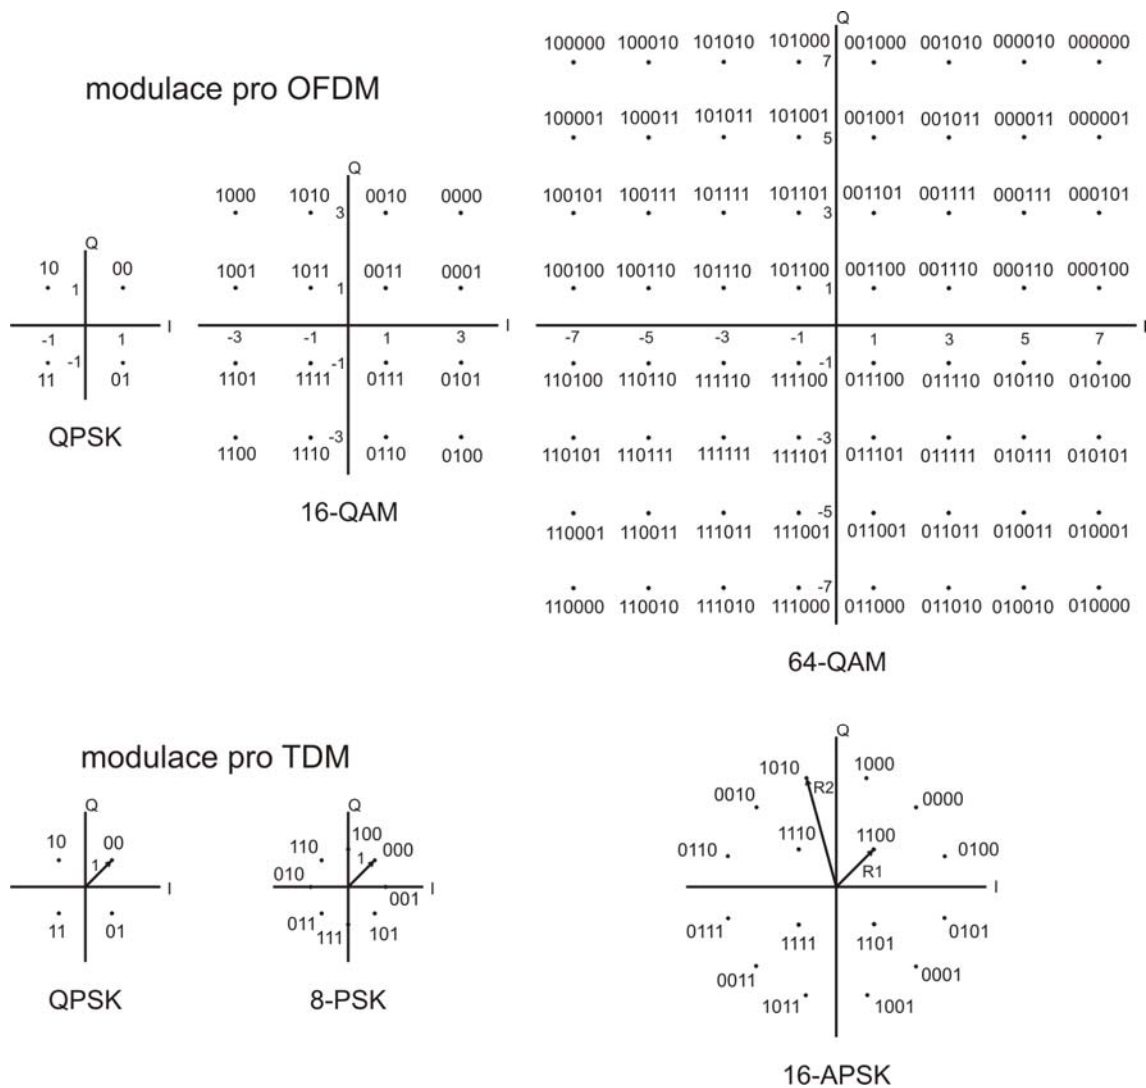 modulace pro OFDM
Q
10 00
1
I
-1 1
-1
11 01
QPSK
Q
1000 1010 0010 0000
3
1001 1011 0011 0001
1
I
-3 -1 1 3
-1
1101 1111 0111 0101
-3
1100 1110 0110 0100
16-QAM
Q
100000 100010 101010 101000 001000 001010 000010 000000
7
100001 100011 101011 101001 001001 001011 000011 000001
5
100101 100111 101111 101101 001101 001111 000111 000101
3
100100 100110 101110 101100 001100 001110 000110 000100
1
I
-7 -5 -3 -1 1 3 5 7
-1
110100 110110 111110 111100 011100 011110 010110 010100
-3
110101 110111 111111 111101 011101 011111 010111 010101
-5
110001 110011 111011 111001 011001 011011 010011 010001
-7
110000 110010 111010 111000 011000 011010 010010 010000
64-QAM
modulace pro TDM
Q
10 00
1
I
11 01
QPSK
Q
100
110 1 000
010 I
001
011 111 101
8-PSK
Q
1010 1000
R2
0010 0000
1110 1100
0110 0100
R1
I
0111 1111 1101 0101
0011 0001
1011 1001
16-APSK